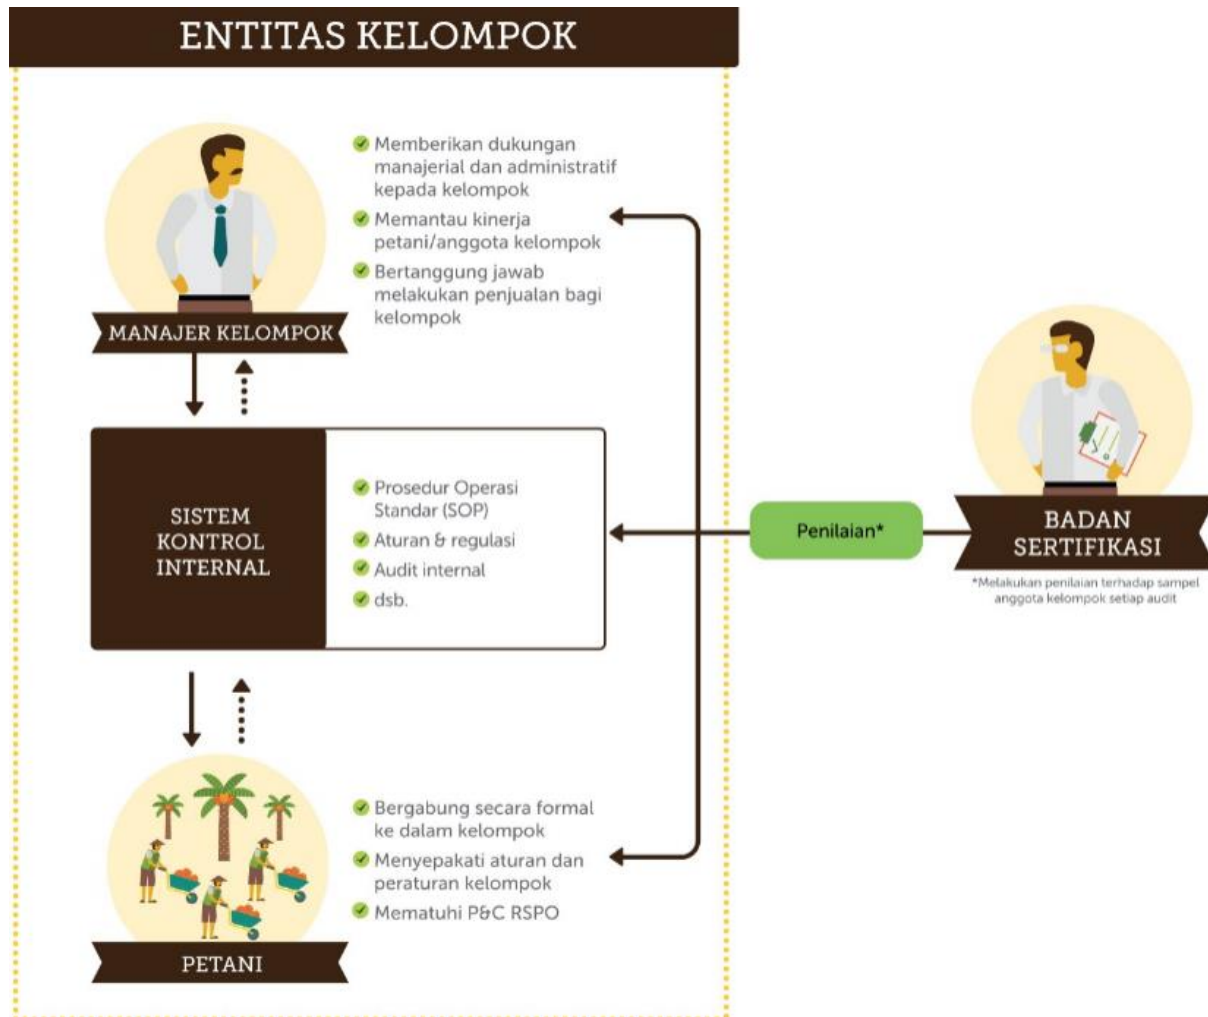 ENTITAS KELOMPOK
Memberikan dukungan
manajerial dan administratif
kepada kelompok
Memantau kinerja
petani/anggota kelompok
Bertanggung jawab
melakukan penjualan bagi
kelompok
MANAJER KELOMPOK
SISTEM
KONTROL
INTERNAL
Prosedur Operasi
Standar (SOP)
Aturan & regulasi
Audit internal
dsb.
Penilaian*
BADAN
SERTIFIKASI
*Melakukan penilaian terhadap sampel
anggota kelompok setiap audit
Bergabung secara formal
ke dalam kelompok
Menyepakati aturan dan
peraturan kelompok
Mematuhi P&C RSPO
PETANI